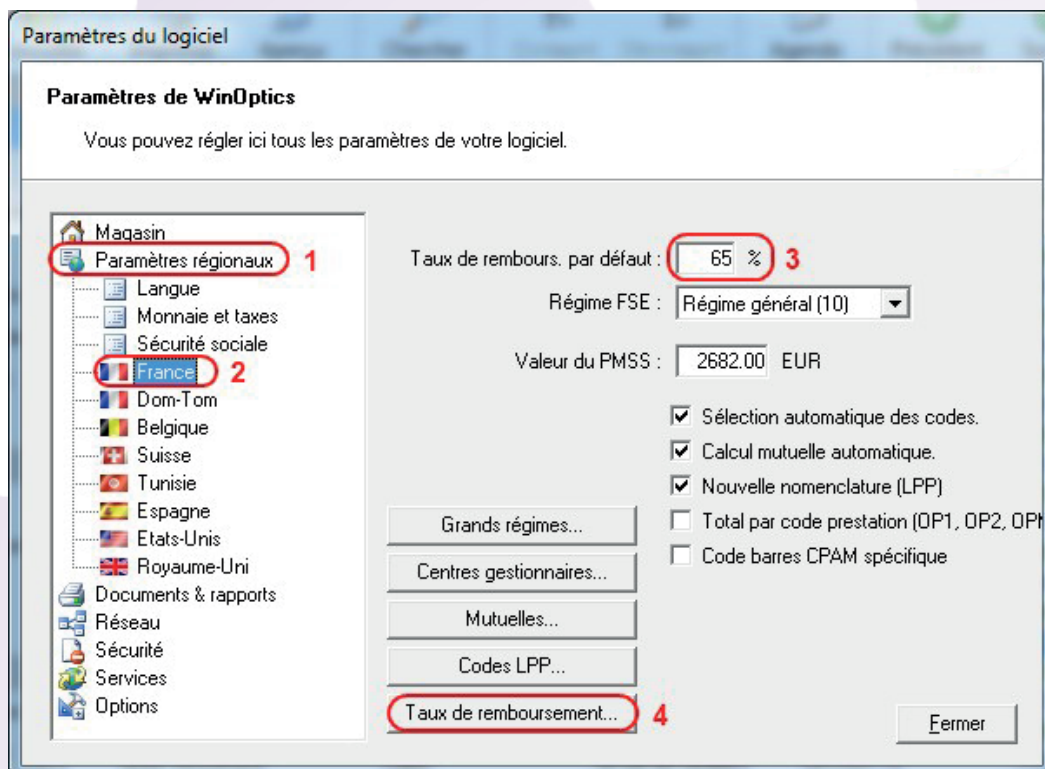 Paramètres du logiciel
Paramètres de WinOptics
Vous pouvez régler ici tous les paramètres de votre logiciel.
Magasin
Paramètres régionaux 1
Langue
Monnaie et taxes
Sécurité sociale
France 2
Dom-Tom
Belgique
Suisse
Tunisie
Espagne
Etats-Unis
Royaume-Uni
Documents & rapports
Réseau
Sécurité
Services
Options
Taux de rembours. par défaut : 65 % 3
Régime FSE : Régime général (10)
Valeur du PMSS : 2682.00 EUR
Sélection automatique des codes.
Calcul mutuelle automatique.
Nouvelle nomenclature (LPP)
Total par code prestation (OP1, OP2, OPN
Code barres CPAM spécifique
Grands régimes...
Centres gestionnaires...
Mutuelles...
Codes LPP...
Taux de remboursement... 4
Fermer